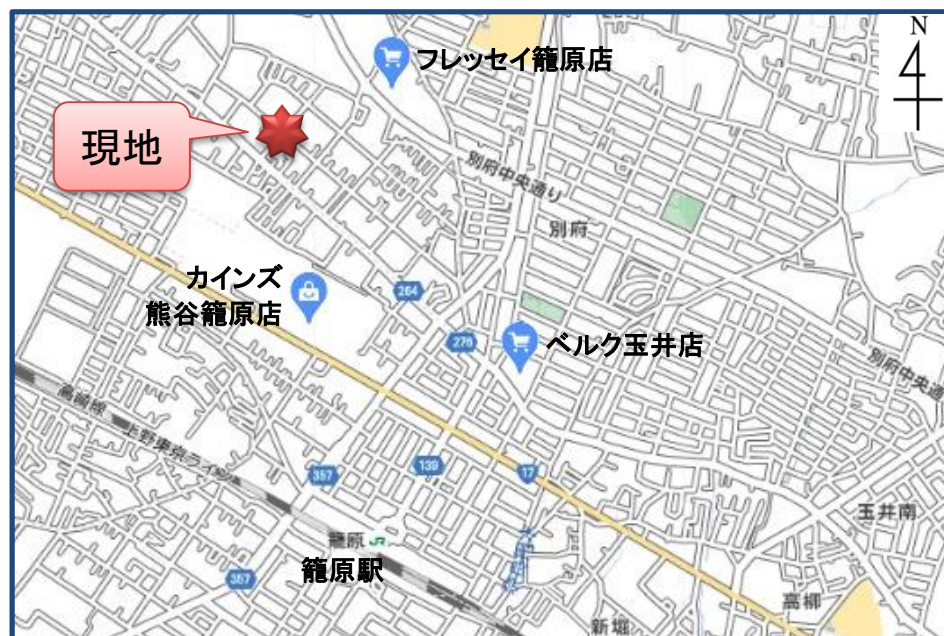 N
フレッセイ籠原店
現地
別府中央通り
別府
カインズ
熊谷籠原店
264
276
ベルク玉井店
別府中央通
高崎線
上野東京ライン
357
139
17
玉井南
籠原 JR
籠原駅
357
高柳
新堀